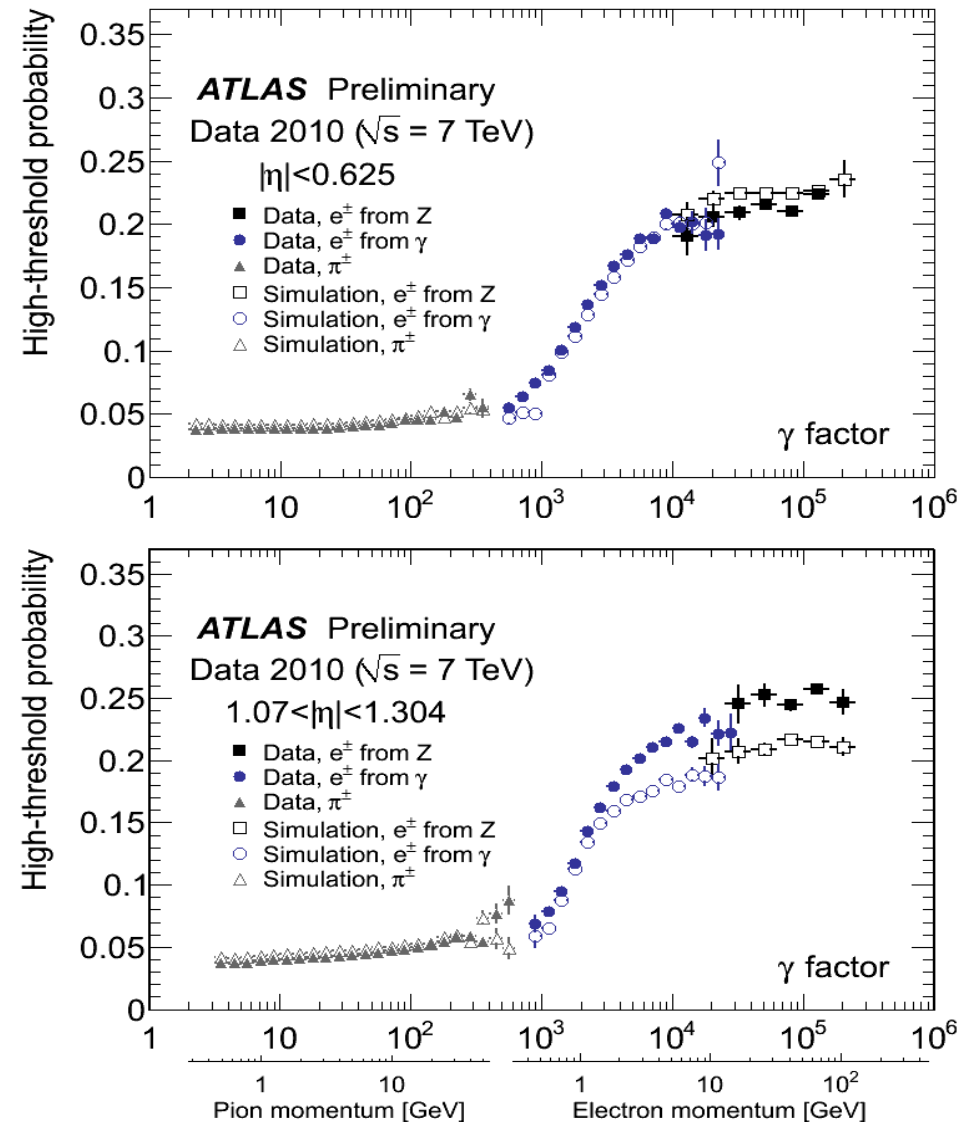 High-threshold probability
0.35
0.3
0.25
0.2
0.15
0.1
0.05
0
ATLAS Preliminary
Data 2010 (√s = 7 TeV)
|η|<0.625
Data, e± from Z
Data, e± from γ
Data, π±
Simulation, e± from Z
Simulation, e± from γ
Simulation, π±
γ factor
1 10 10² 10³ 10⁴ 10⁵ 10⁶
High-threshold probability
0.35
0.3
0.25
0.2
0.15
0.1
0.05
0
ATLAS Preliminary
Data 2010 (√s = 7 TeV)
1.07<|η|<1.304
Data, e± from Z
Data, e± from γ
Data, π±
Simulation, e± from Z
Simulation, e± from γ
Simulation, π±
γ factor
1 10 10² 10³ 10⁴ 10⁵ 10⁶
1 10 1 10 10²
Pion momentum [GeV] Electron momentum [GeV]